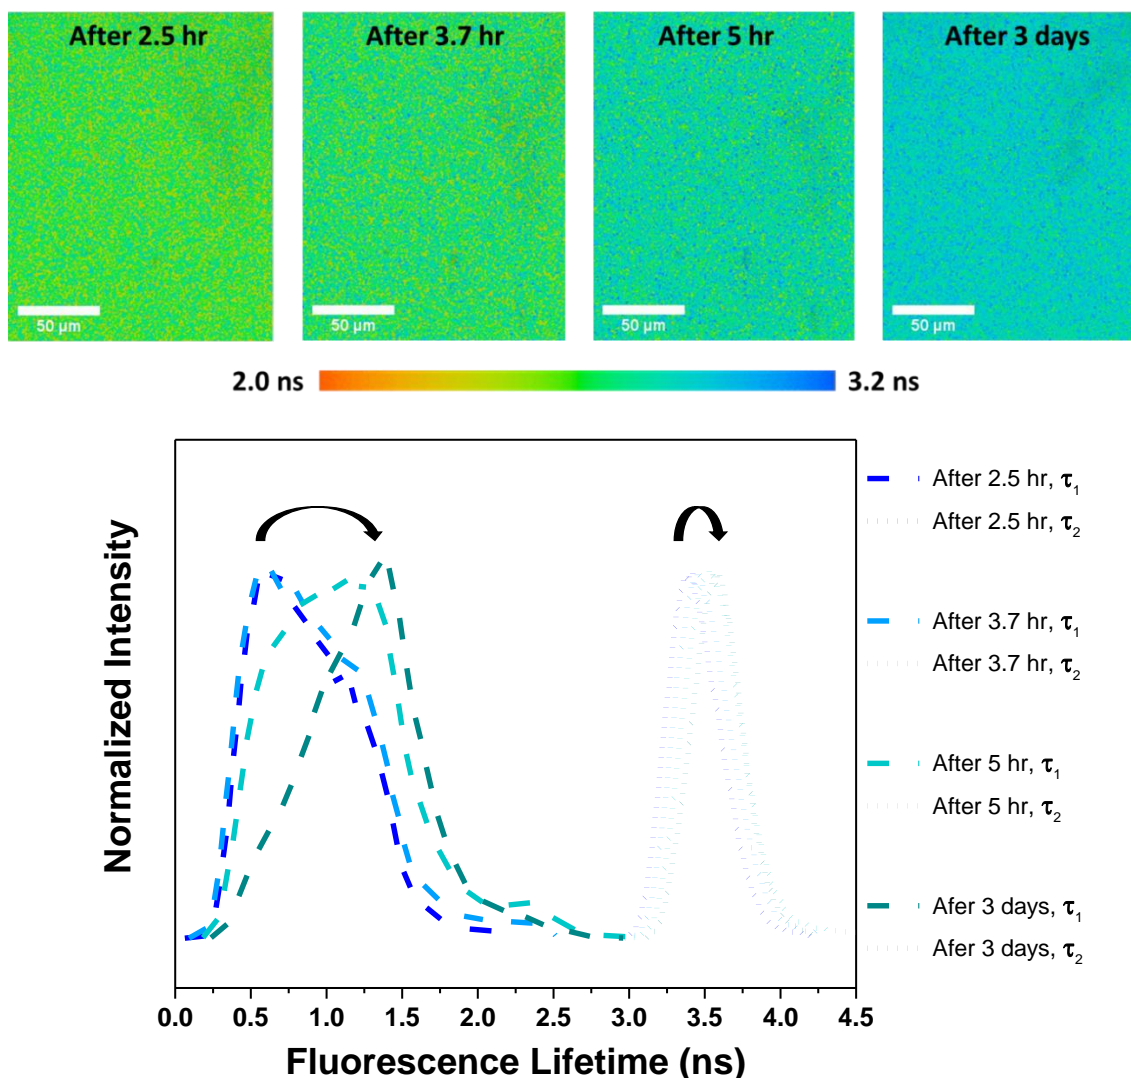 After 2.5 hr
After 3.7 hr
After 5 hr
After 3 days
50 µm
50 µm
50 µm
50 µm
2.0 ns
3.2 ns
Normalized Intensity
After 2.5 hr, τ1
After 2.5 hr, τ2
After 3.7 hr, τ1
After 3.7 hr, τ2
After 5 hr, τ1
After 5 hr, τ2
Afer 3 days, τ1
Afer 3 days, τ2
0.0 0.5 1.0 1.5 2.0 2.5 3.0 3.5 4.0 4.5
Fluorescence Lifetime (ns)